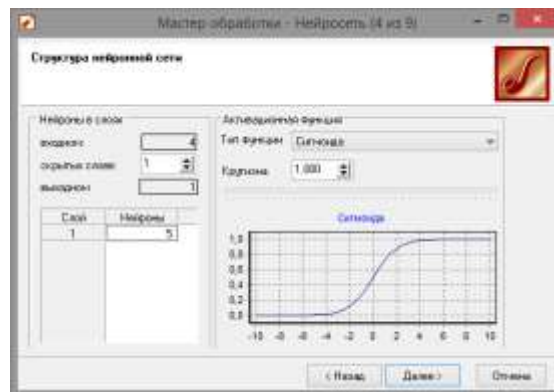 Мастер обработки - Нейросеть (4 из 9)
Структура нейронной сети
Нейроны в слоях
входном: 4
скрытых слоев: 1
выходном: 1
Слой Нейроны
1 5
Активационная функция
Тип функции Сигмоида
Крутизна: 1.000
Сигмоида
1,0
0,8
0,6
0,4
0,2
0,0
-10 -8 -6 -4 -2 0 2 4 6 8 10
< Назад Далее > Отмена